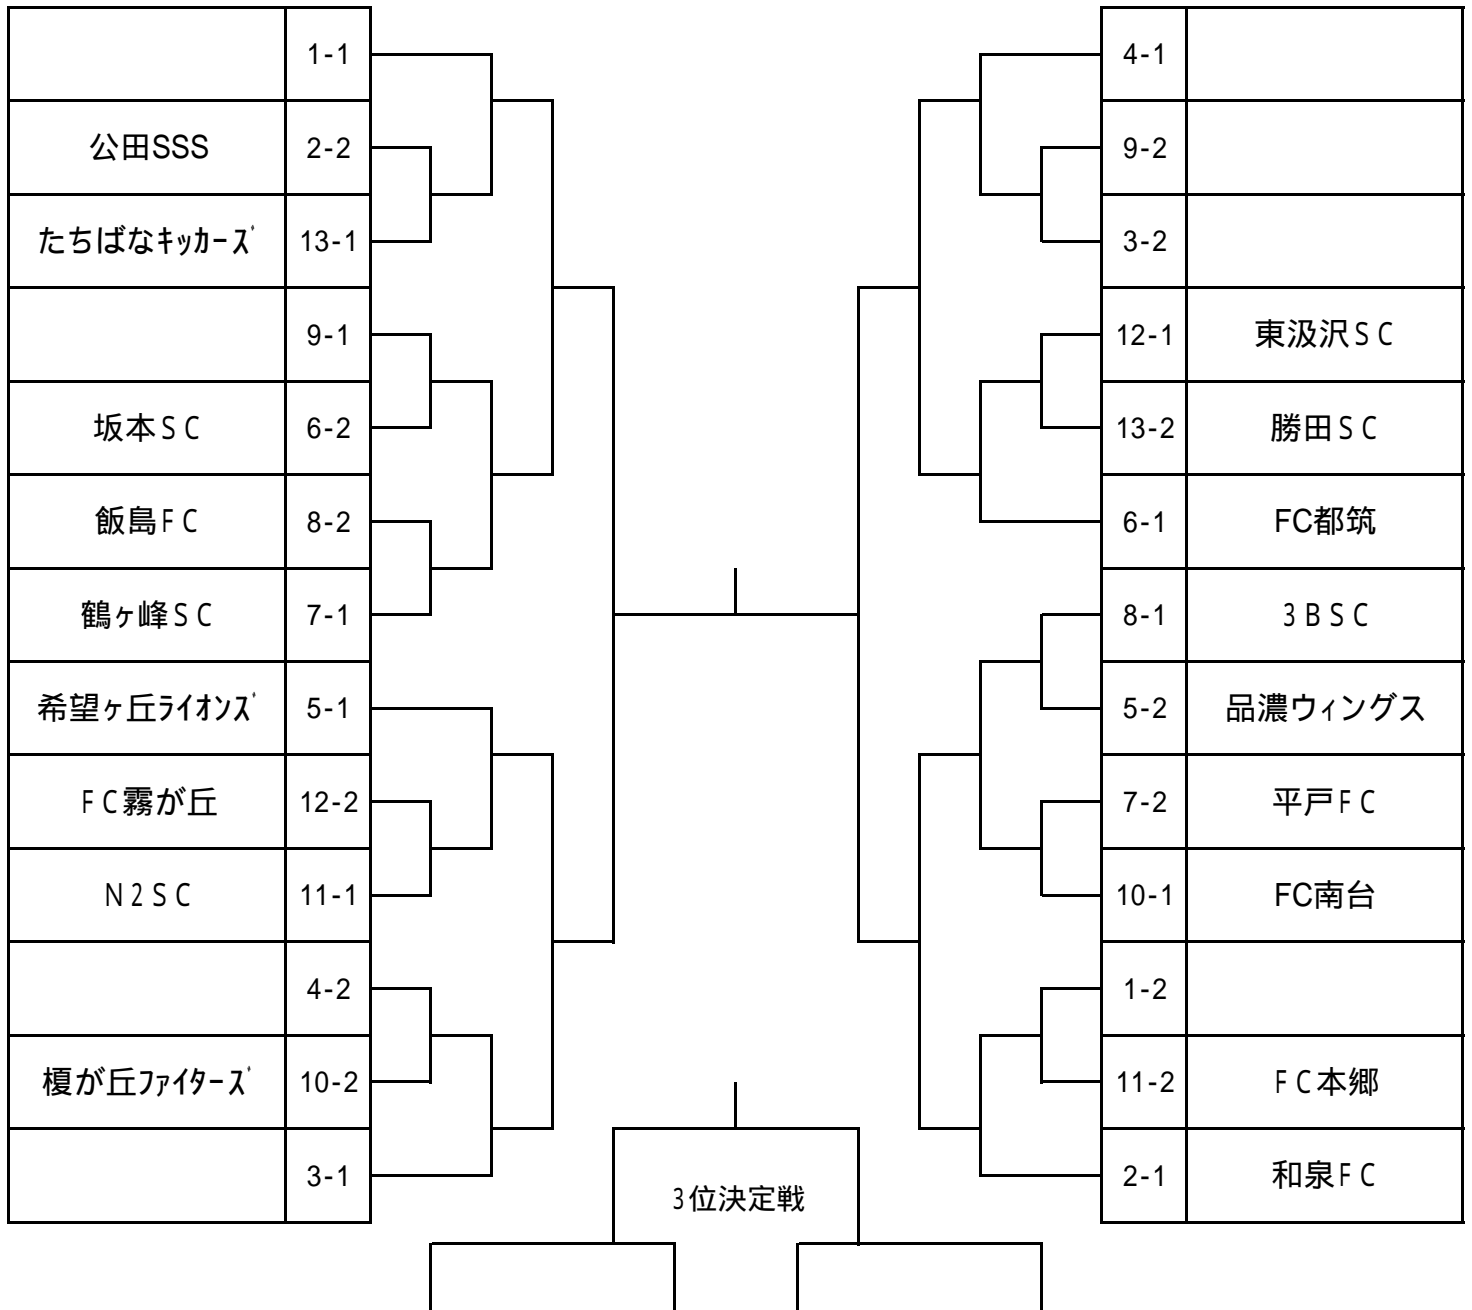 1-1
公田SSS 2-2
たちばなｷｯｶｰｽﾞ 13-1
9-1
坂本ＳＣ 6-2
飯島ＦＣ 8-2
鶴ヶ峰ＳＣ 7-1
希望ヶ丘ﾗｲｵﾝｽﾞ 5-1
ＦＣ霧が丘 12-2
Ｎ２ＳＣ 11-1
4-2
榎が丘ﾌｧｲﾀｰｽﾞ 10-2
3-1
4-1
9-2
3-2
12-1 東汲沢ＳＣ
13-2 勝田ＳＣ
6-1 FC都筑
8-1 ３ＢＳＣ
5-2 品濃ウィングス
7-2 平戸ＦＣ
10-1 FC南台
1-2
11-2 ＦＣ本郷
2-1 和泉ＦＣ
3位決定戦